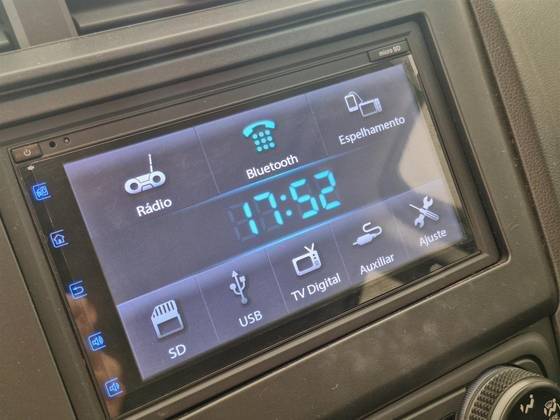 micro SD
Rádio
Bluetooth
Espelhamento
17:52
SD
USB
TV Digital
Auxiliar
Ajuste